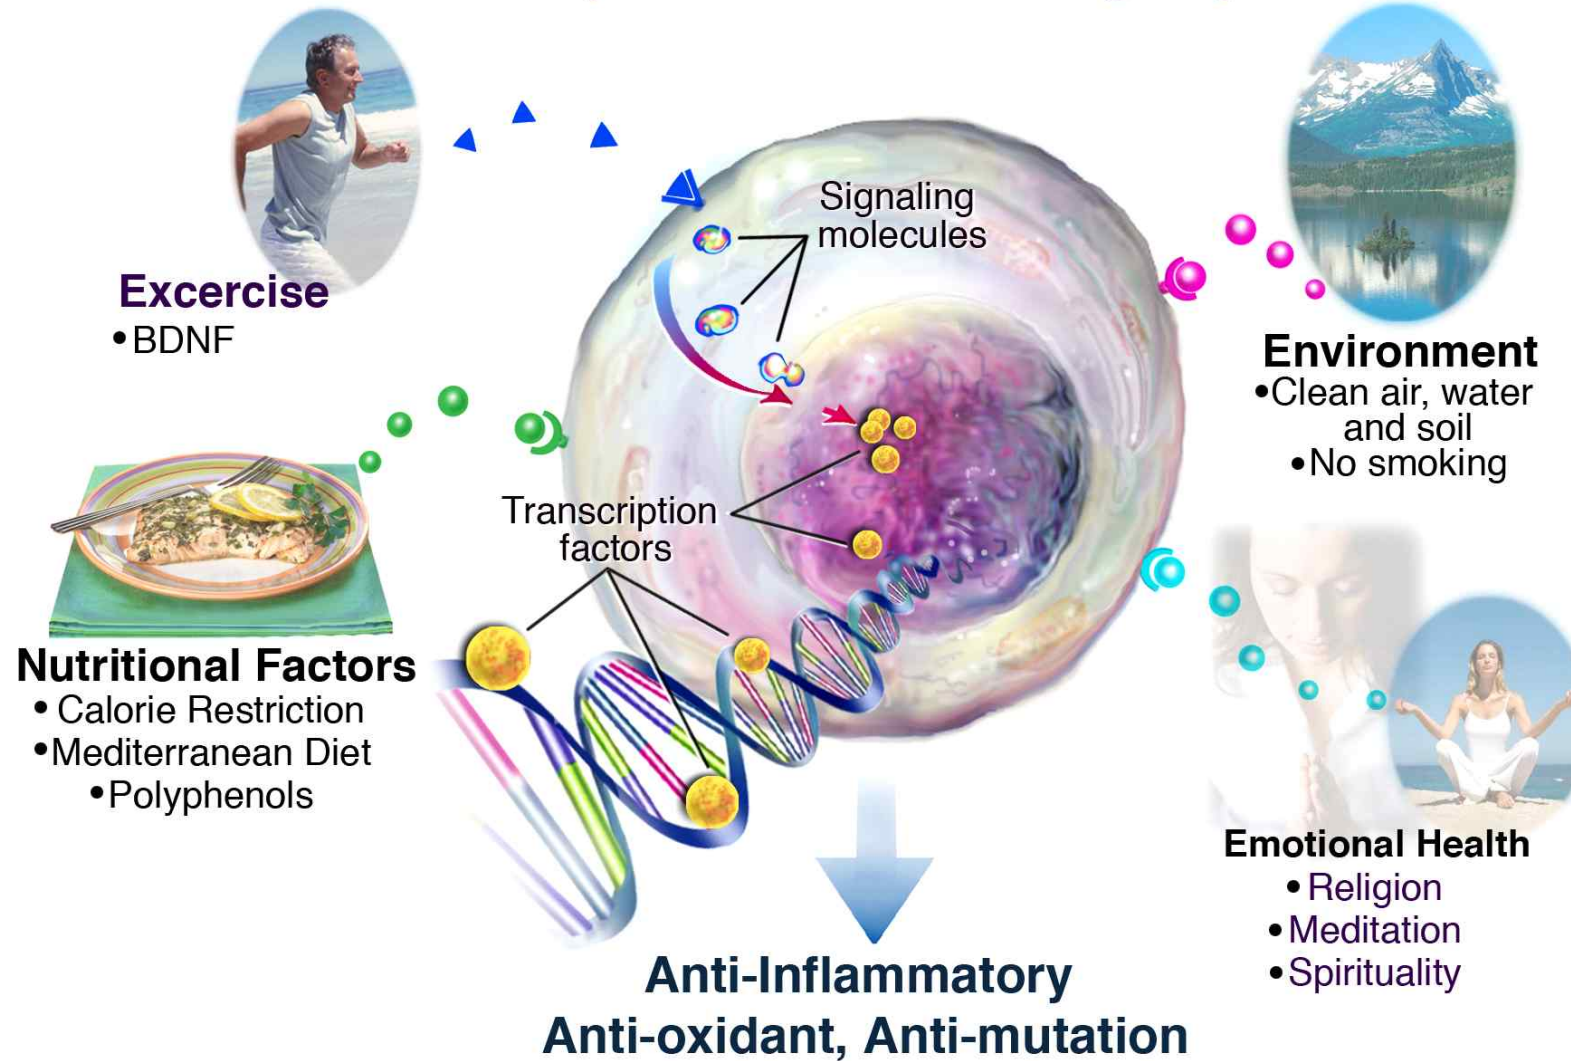 Excercise
•BDNF
Signaling
molecules
Environment
•Clean air, water
and soil
•No smoking
Transcription
factors
Nutritional Factors
• Calorie Restriction
•Mediterranean Diet
•Polyphenols
Emotional Health
•Religion
•Meditation
•Spirituality
Anti-Inflammatory
Anti-oxidant, Anti-mutation